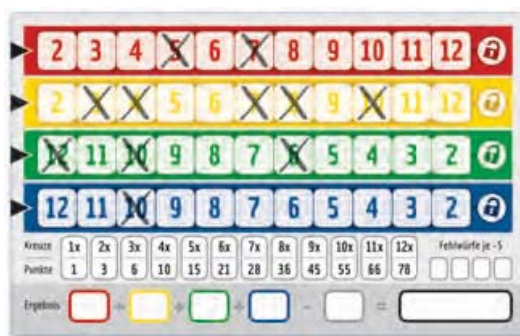 2 3 4 5 6 7 8 9 10 11 12
2 3 4 5 6 7 8 9 10 11 12
12 11 10 9 8 7 6 5 4 3 2
12 11 10 9 8 7 6 5 4 3 2
Kreuze 1x 2x 3x 4x 5x 6x 7x 8x 9x 10x 11x 12x Fehlwürfe je -5
Punkte 1 3 6 10 15 21 28 36 45 55 66 78
Ergebnis + + + - =